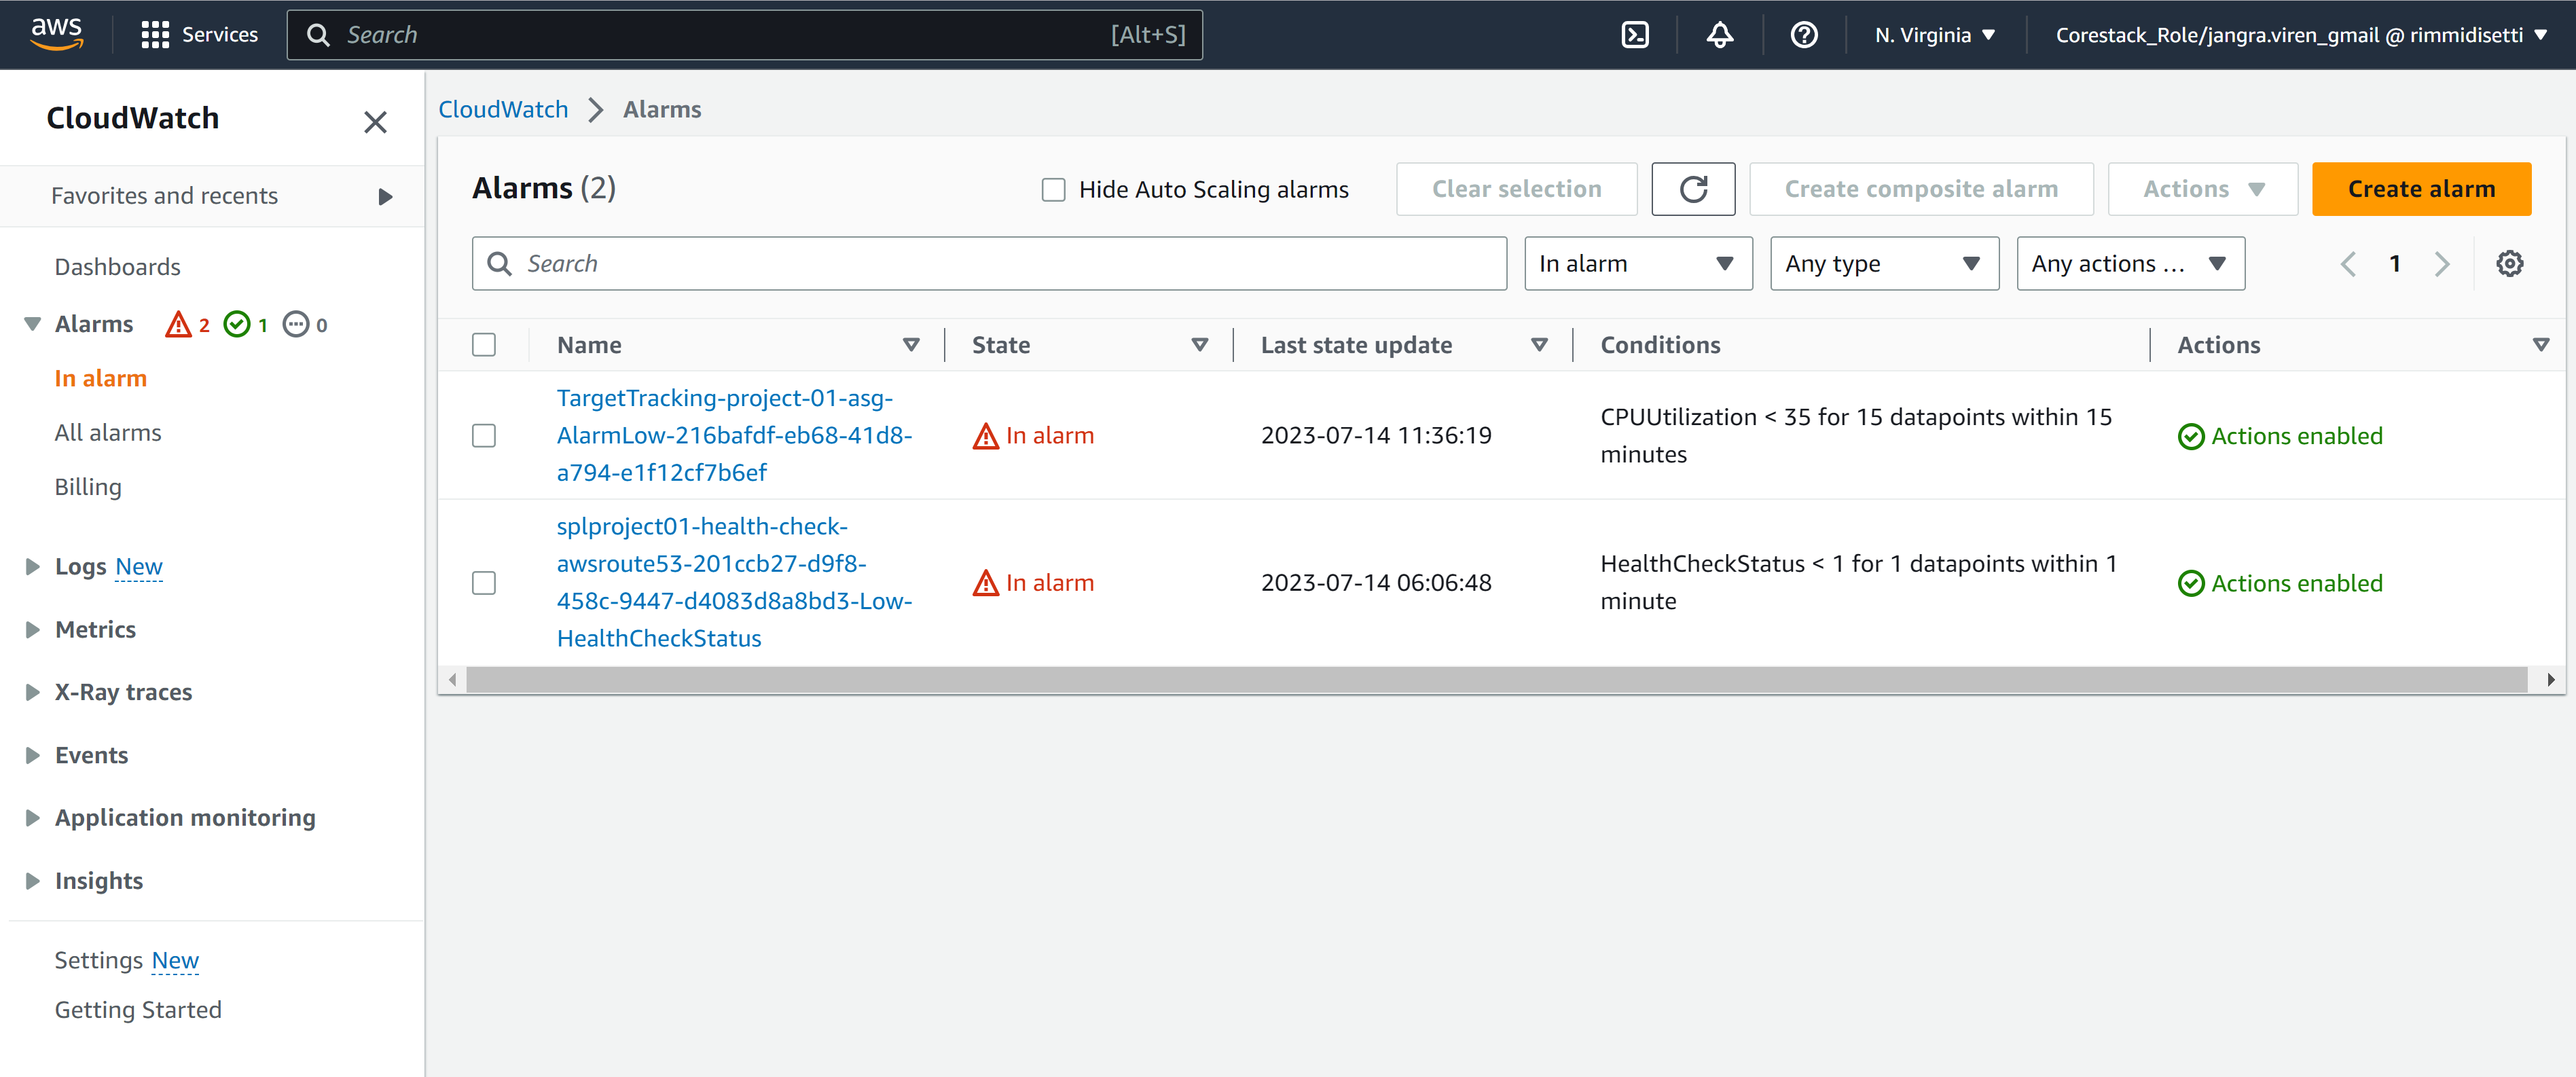 aws
Services
Search
[Alt+S]
N. Virginia
Corestack_Role/jangra.viren_gmail @ rimmidisetti
CloudWatch
Favorites and recents
Dashboards
Alarms 2 1 0
In alarm
All alarms
Billing
Logs New
Metrics
X-Ray traces
Events
Application monitoring
Insights
Settings New
Getting Started
CloudWatch
Alarms
Alarms (2)
Hide Auto Scaling alarms
Clear selection
Create composite alarm
Actions
Create alarm
Search
In alarm
Any type
Any actions ...
1
Name
State
Last state update
Conditions
Actions
TargetTracking-project-01-asg-
AlarmLow-216bafdf-eb68-41d8-
a794-e1f12cf7b6ef
In alarm
2023-07-14 11:36:19
CPUUtilization < 35 for 15 datapoints within 15
minutes
Actions enabled
splproject01-health-check-
awsroute53-201ccb27-d9f8-
458c-9447-d4083d8a8bd3-Low-
HealthCheckStatus
In alarm
2023-07-14 06:06:48
HealthCheckStatus < 1 for 1 datapoints within 1
minute
Actions enabled